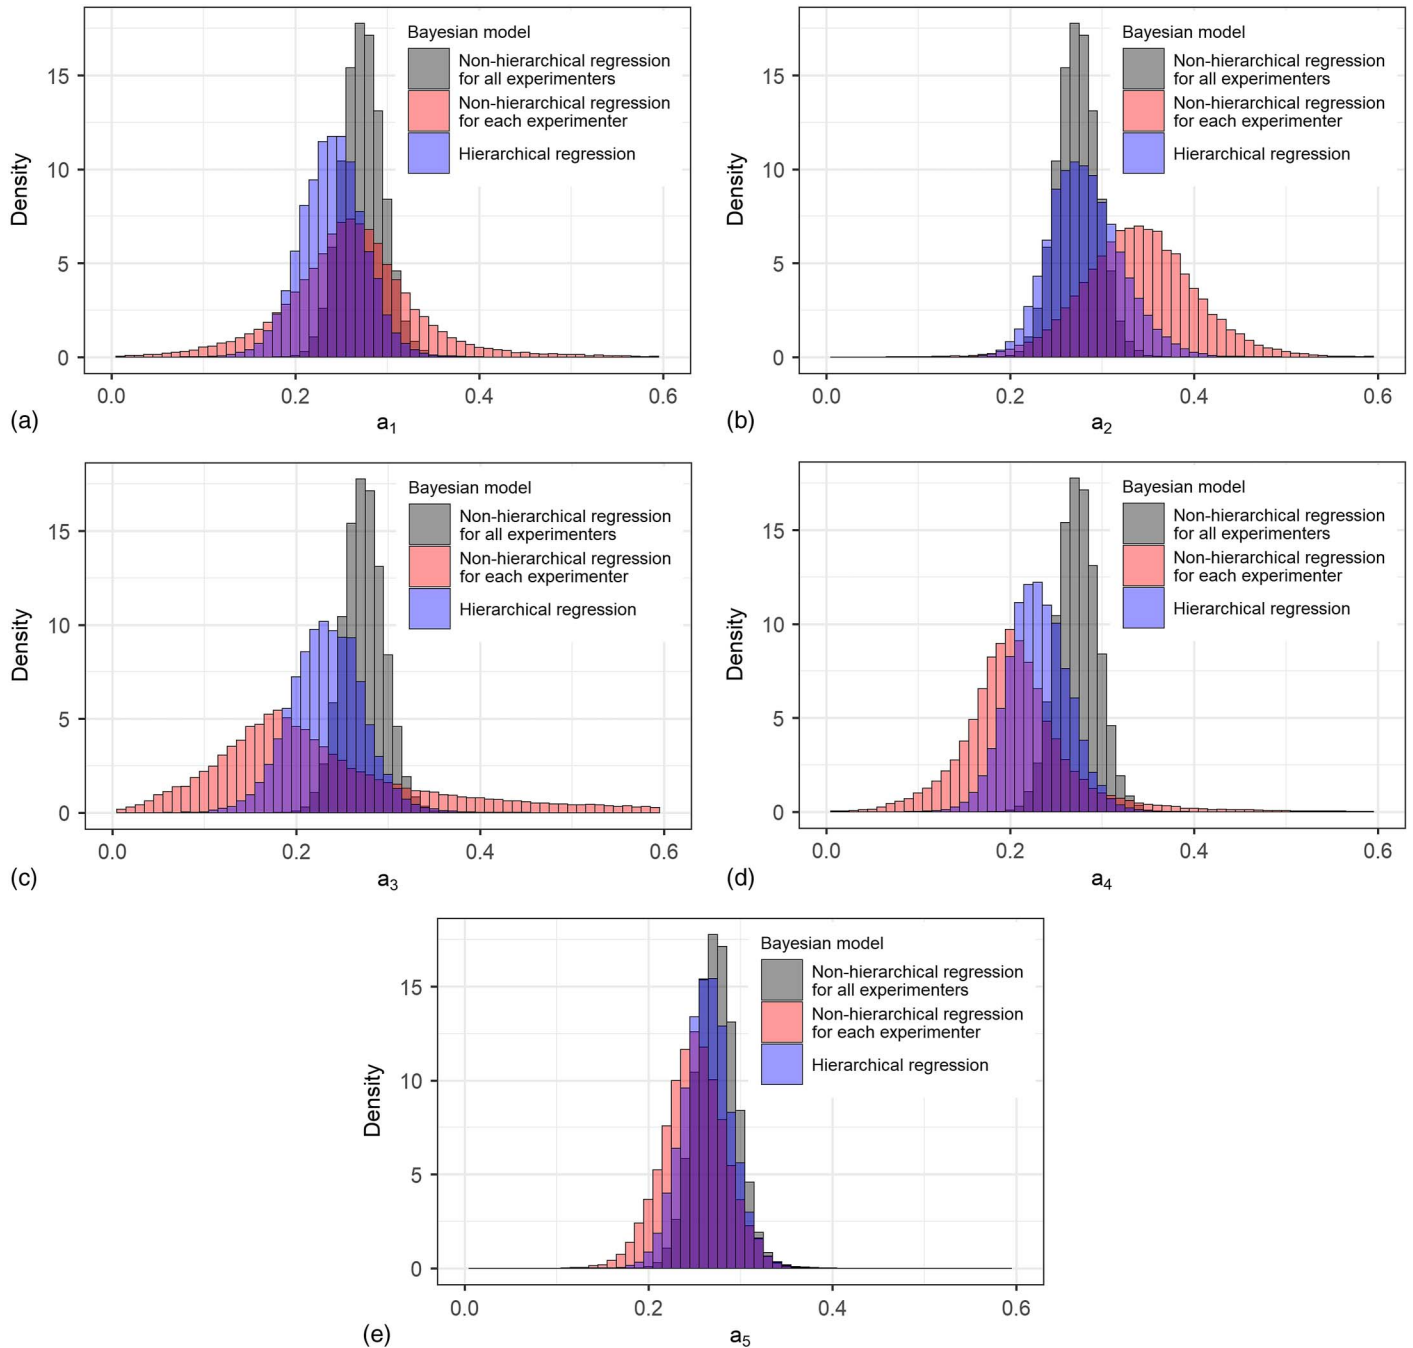 Bayesian model
Non-hierarchical regression
for all experimenters
Non-hierarchical regression
for each experimenter
Hierarchical regression
15
10
5
0
Density
0.0 0.2 0.4 0.6
(a)
a1
Bayesian model
Non-hierarchical regression
for all experimenters
Non-hierarchical regression
for each experimenter
Hierarchical regression
15
10
5
0
Density
0.0 0.2 0.4 0.6
(b)
a2
Bayesian model
Non-hierarchical regression
for all experimenters
Non-hierarchical regression
for each experimenter
Hierarchical regression
15
10
5
0
Density
0.0 0.2 0.4 0.6
(c)
a3
Bayesian model
Non-hierarchical regression
for all experimenters
Non-hierarchical regression
for each experimenter
Hierarchical regression
15
10
5
0
Density
0.0 0.2 0.4 0.6
(d)
a4
Bayesian model
Non-hierarchical regression
for all experimenters
Non-hierarchical regression
for each experimenter
Hierarchical regression
15
10
5
0
Density
0.0 0.2 0.4 0.6
(e)
a5